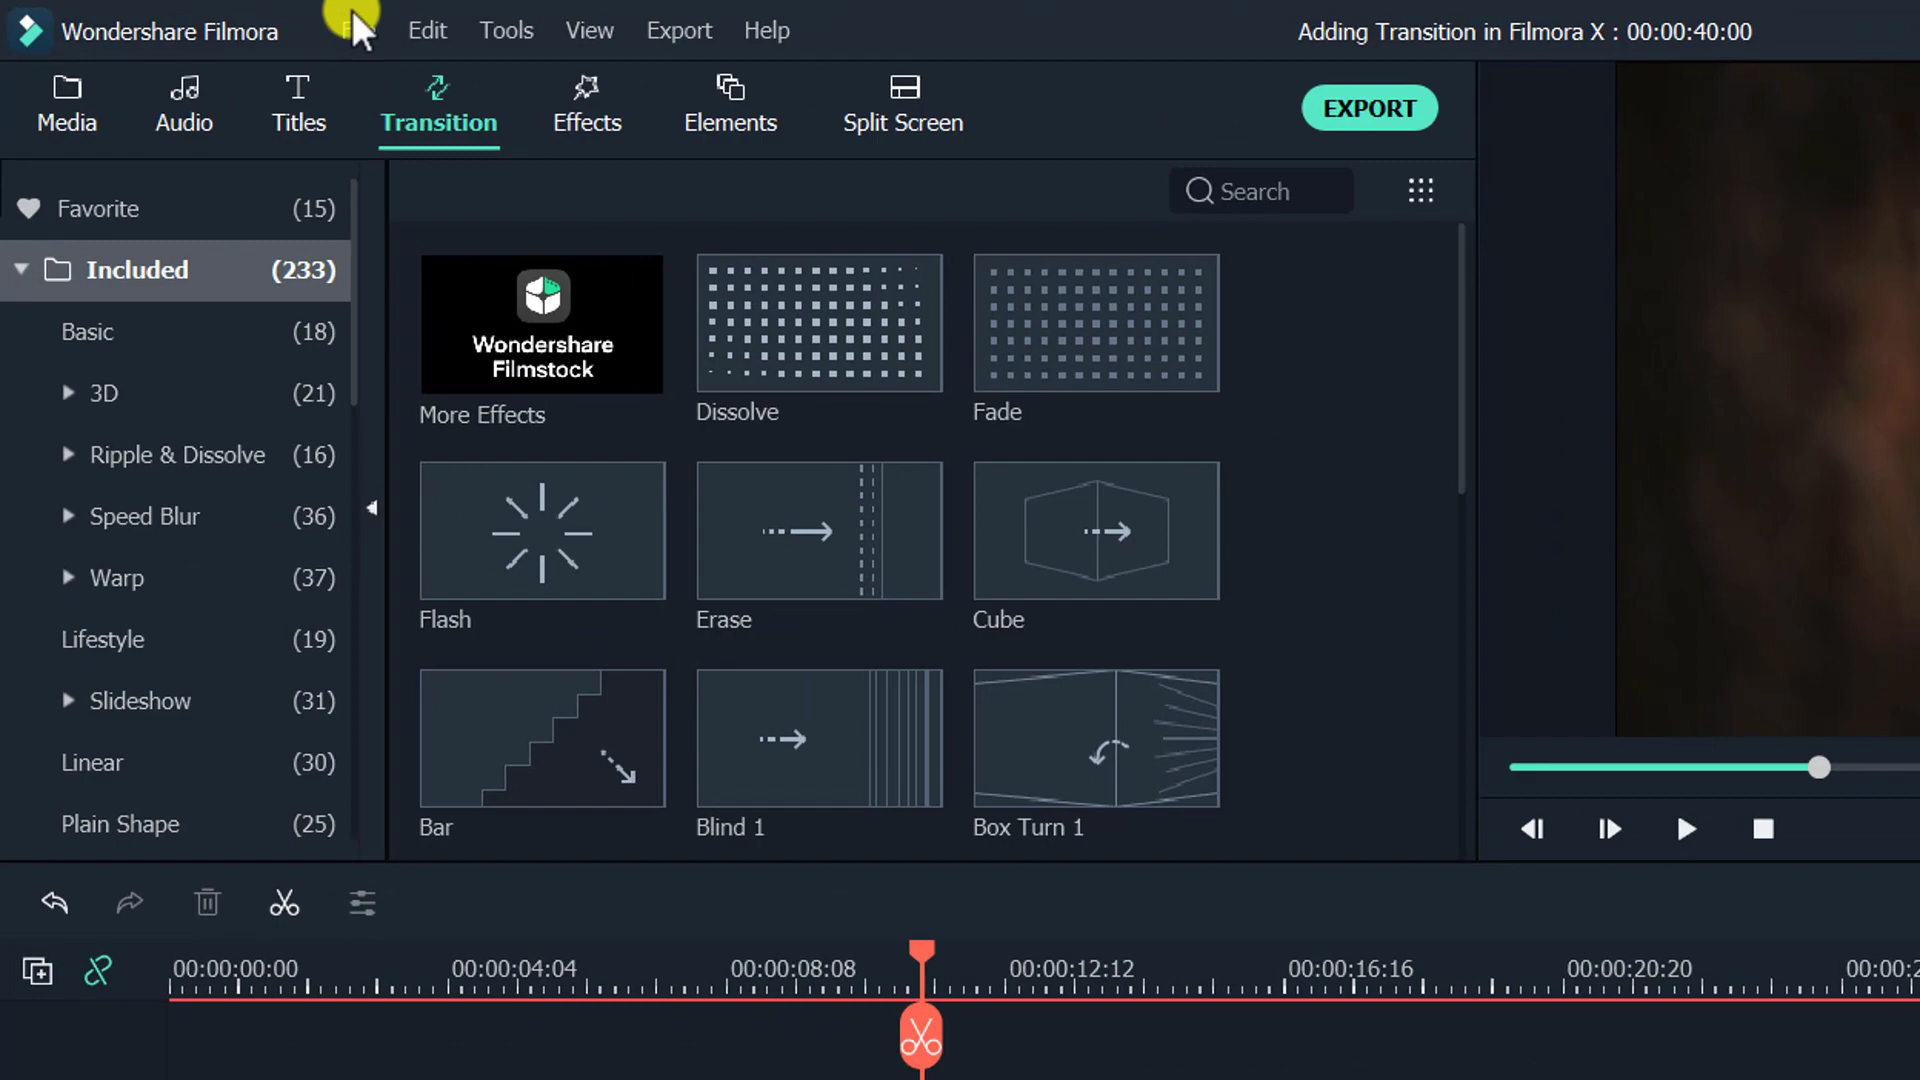 Wondershare Filmora
Edit
Tools
View
Export
Help
Adding Transition in Filmora X : 00:00:40:00
Media
Audio
Titles
Transition
Effects
Elements
Split Screen
EXPORT
Search
Favorite (15)
Included (233)
Basic (18)
3D (21)
Ripple & Dissolve (16)
Speed Blur (36)
Warp (37)
Lifestyle (19)
Slideshow (31)
Linear (30)
Plain Shape (25)
Wondershare
Filmstock
More Effects
Dissolve
Fade
Flash
Erase
Cube
Bar
Blind 1
Box Turn 1
00:00:00:00
00:00:04:04
00:00:08:08
00:00:12:12
00:00:16:16
00:00:20:20